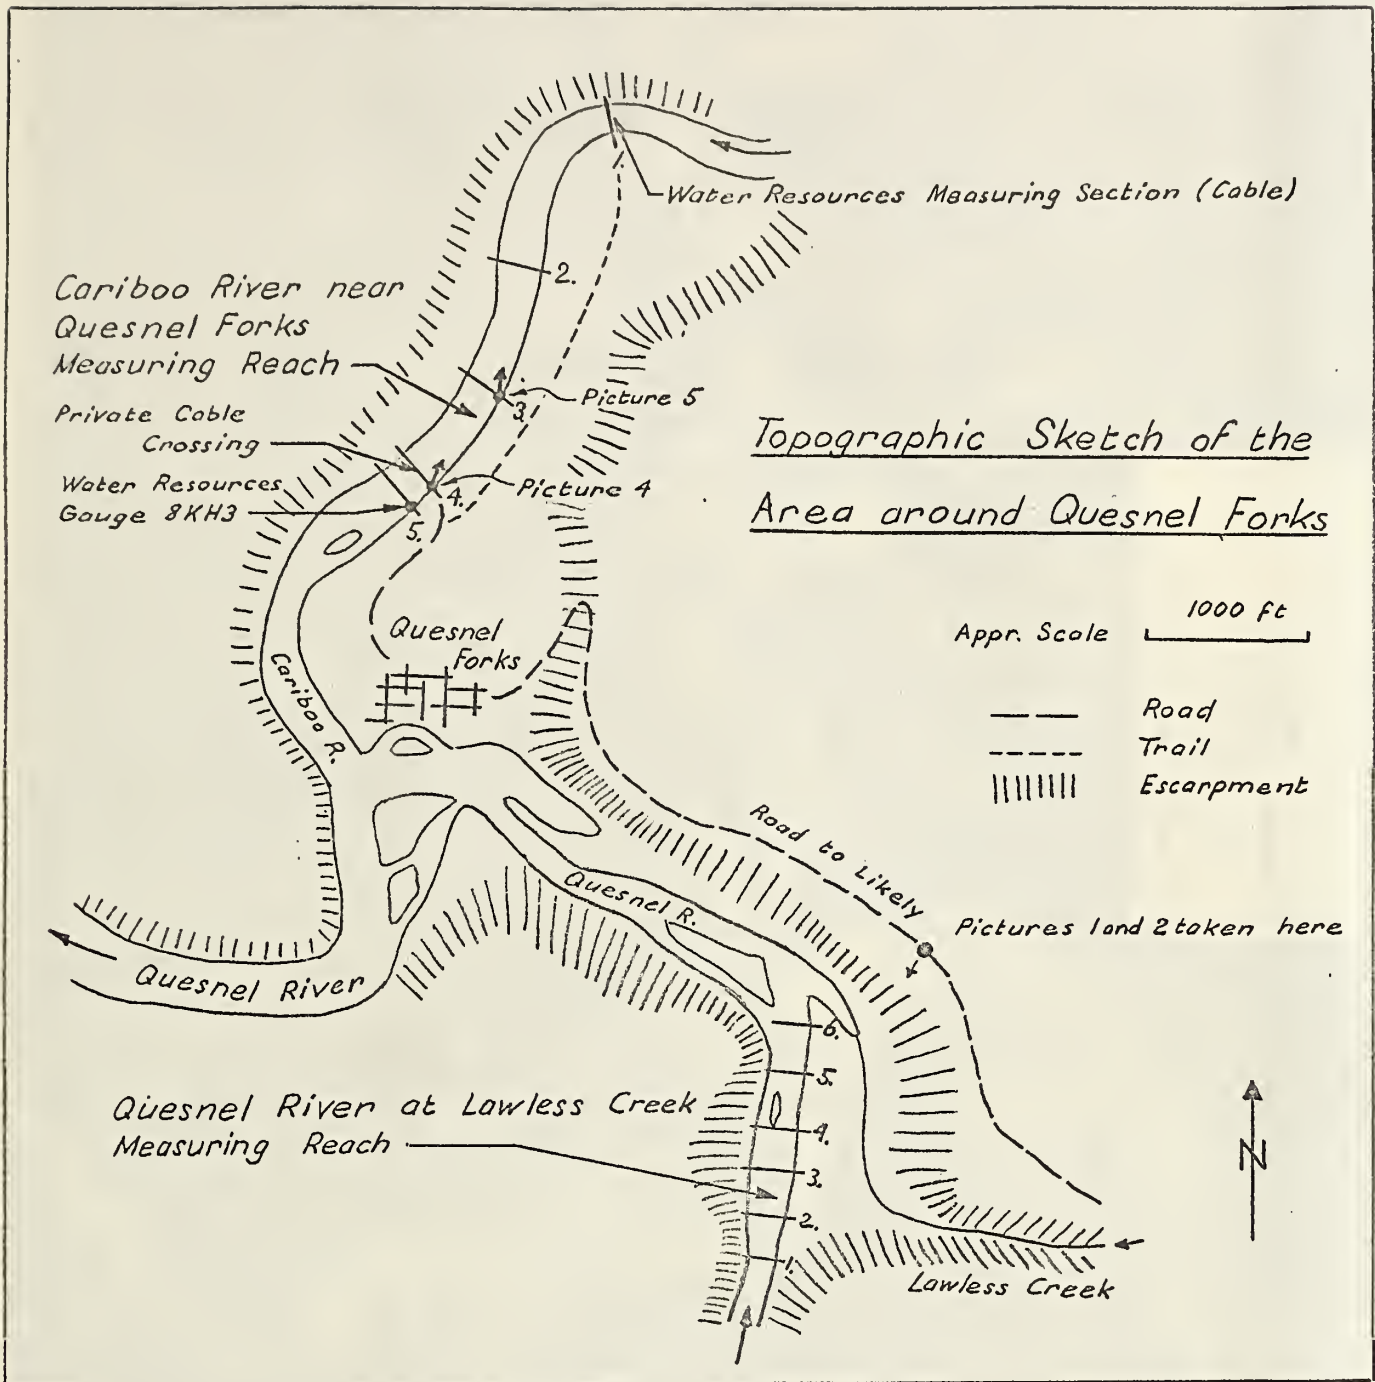 Water Resources Measuring Section (Cable)
2.
Cariboo River near
Quesnel Forks
Measuring Reach
3.
Picture 5
Private Cable
Crossing
Water Resources
Gauge 8KH3
4.
Picture 4
5.
Topographic Sketch of the
Area around Quesnel Forks
Appr. Scale 1000 ft
Road
Trail
Escarpment
Quesnel
Forks
Cariboo R.
Road to Likely
Quesnel R.
Pictures 1 and 2 taken here
Quesnel River
6.
5.
4.
3.
2.
1.
Quesnel River at Lawless Creek
Measuring Reach
N
Lawless Creek